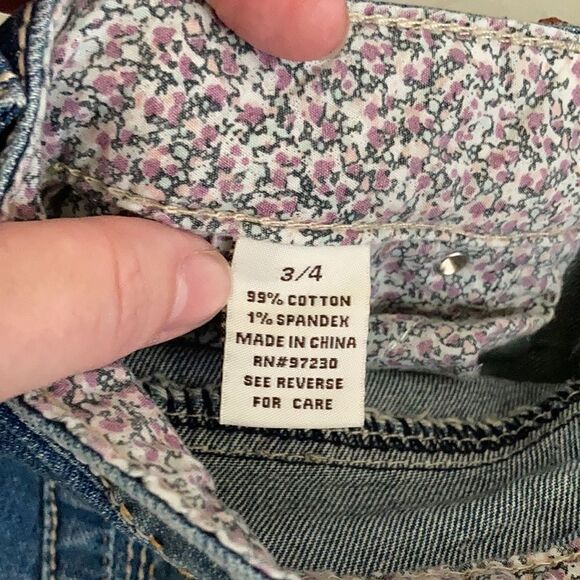 3/4
99% COTTON
1% SPANDEX
MADE IN CHINA
RN#97230
SEE REVERSE
FOR CARE